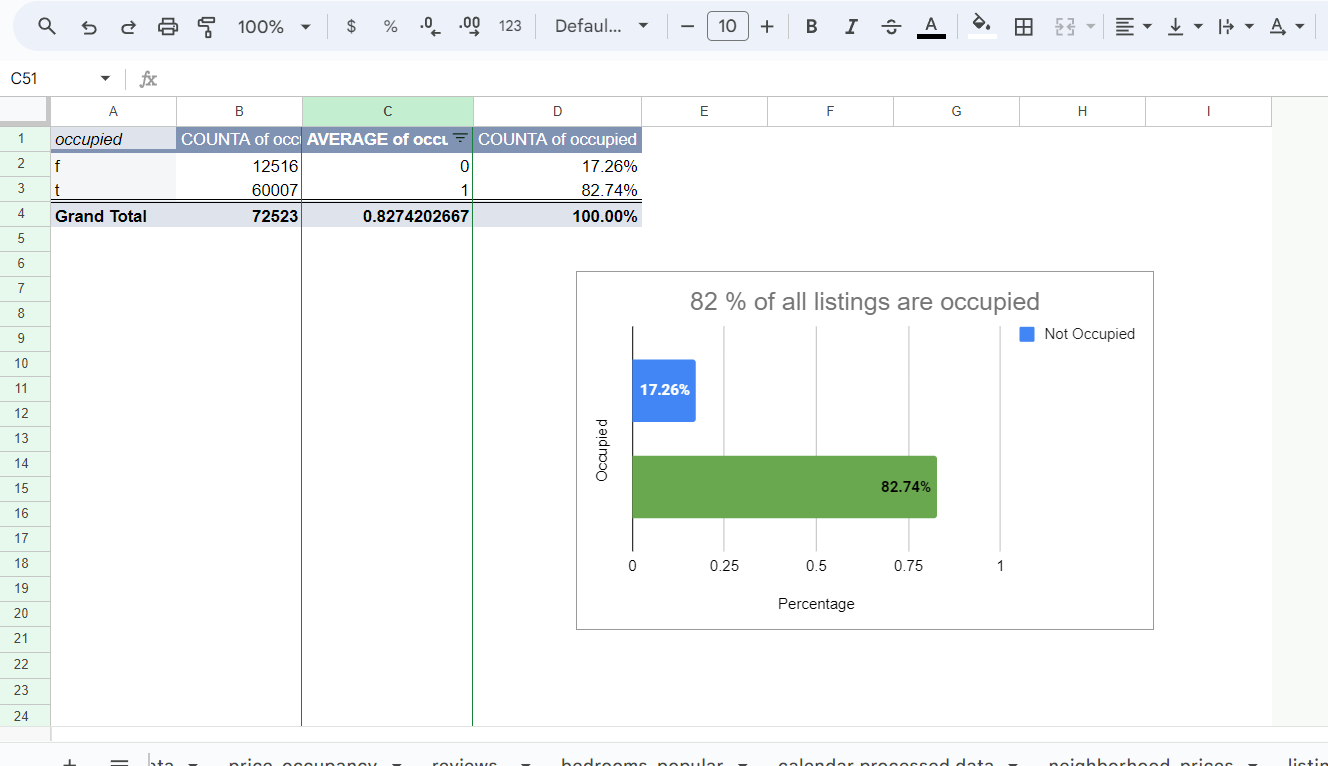 100% $ % .0 .00 123 Defaul... 10 B I A A
C51 fx
A B C D E F G H I
1 occupied COUNTA of occ AVERAGE of occu COUNTA of occupied
2 f 12516 0 17.26%
3 t 60007 1 82.74%
4 Grand Total 72523 0.8274202667 100.00%
5
6
7
8
9
10
11
12
13
14
15
16
17
18
19
20
21
22
23
24
82 % of all listings are occupied
Not Occupied
17.26%
Occupied
82.74%
0 0.25 0.5 0.75 1
Percentage
price_occupancy reviews bedrooms_popular calendar processed data neighborhood_prices